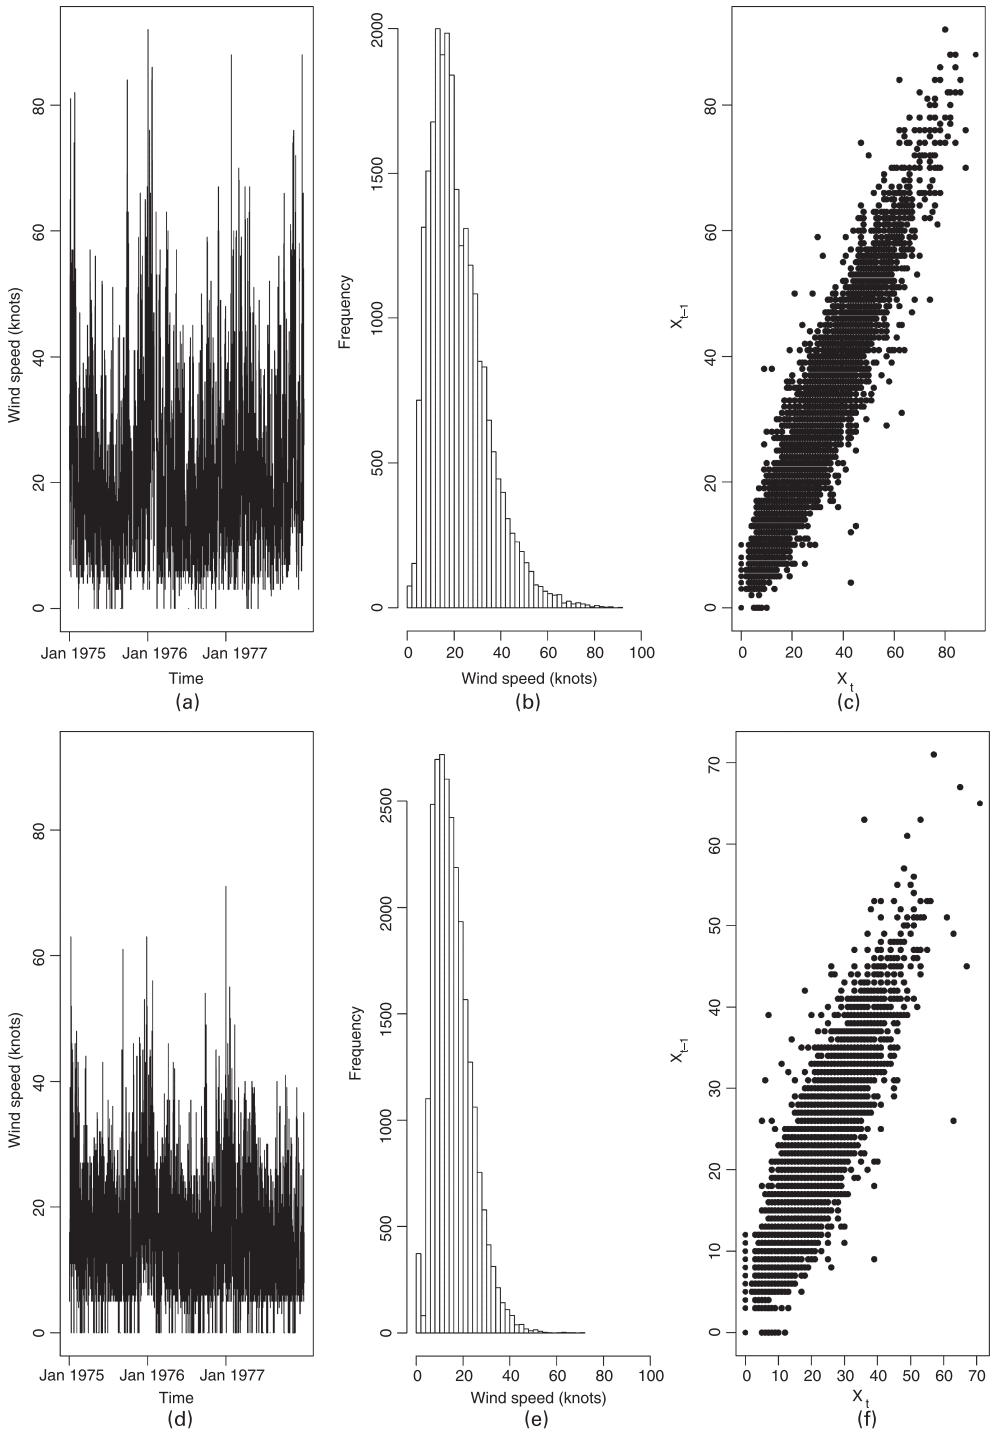 80
60
40
20
0
Wind speed (knots)
Jan 1975 Jan 1976 Jan 1977
Time
(a)
2000
1500
1000
500
0
Frequency
0 20 40 60 80 100
Wind speed (knots)
(b)
80
60
40
20
0
Xt–1
0 20 40 60 80
Xt
(c)
80
60
40
20
0
Wind speed (knots)
Jan 1975 Jan 1976 Jan 1977
Time
(d)
2500
2000
1500
1000
500
0
Frequency
0 20 40 60 80 100
Wind speed (knots)
(e)
70
60
50
40
30
20
10
0
Xt–1
0 10 20 30 40 50 60 70
Xt
(f)